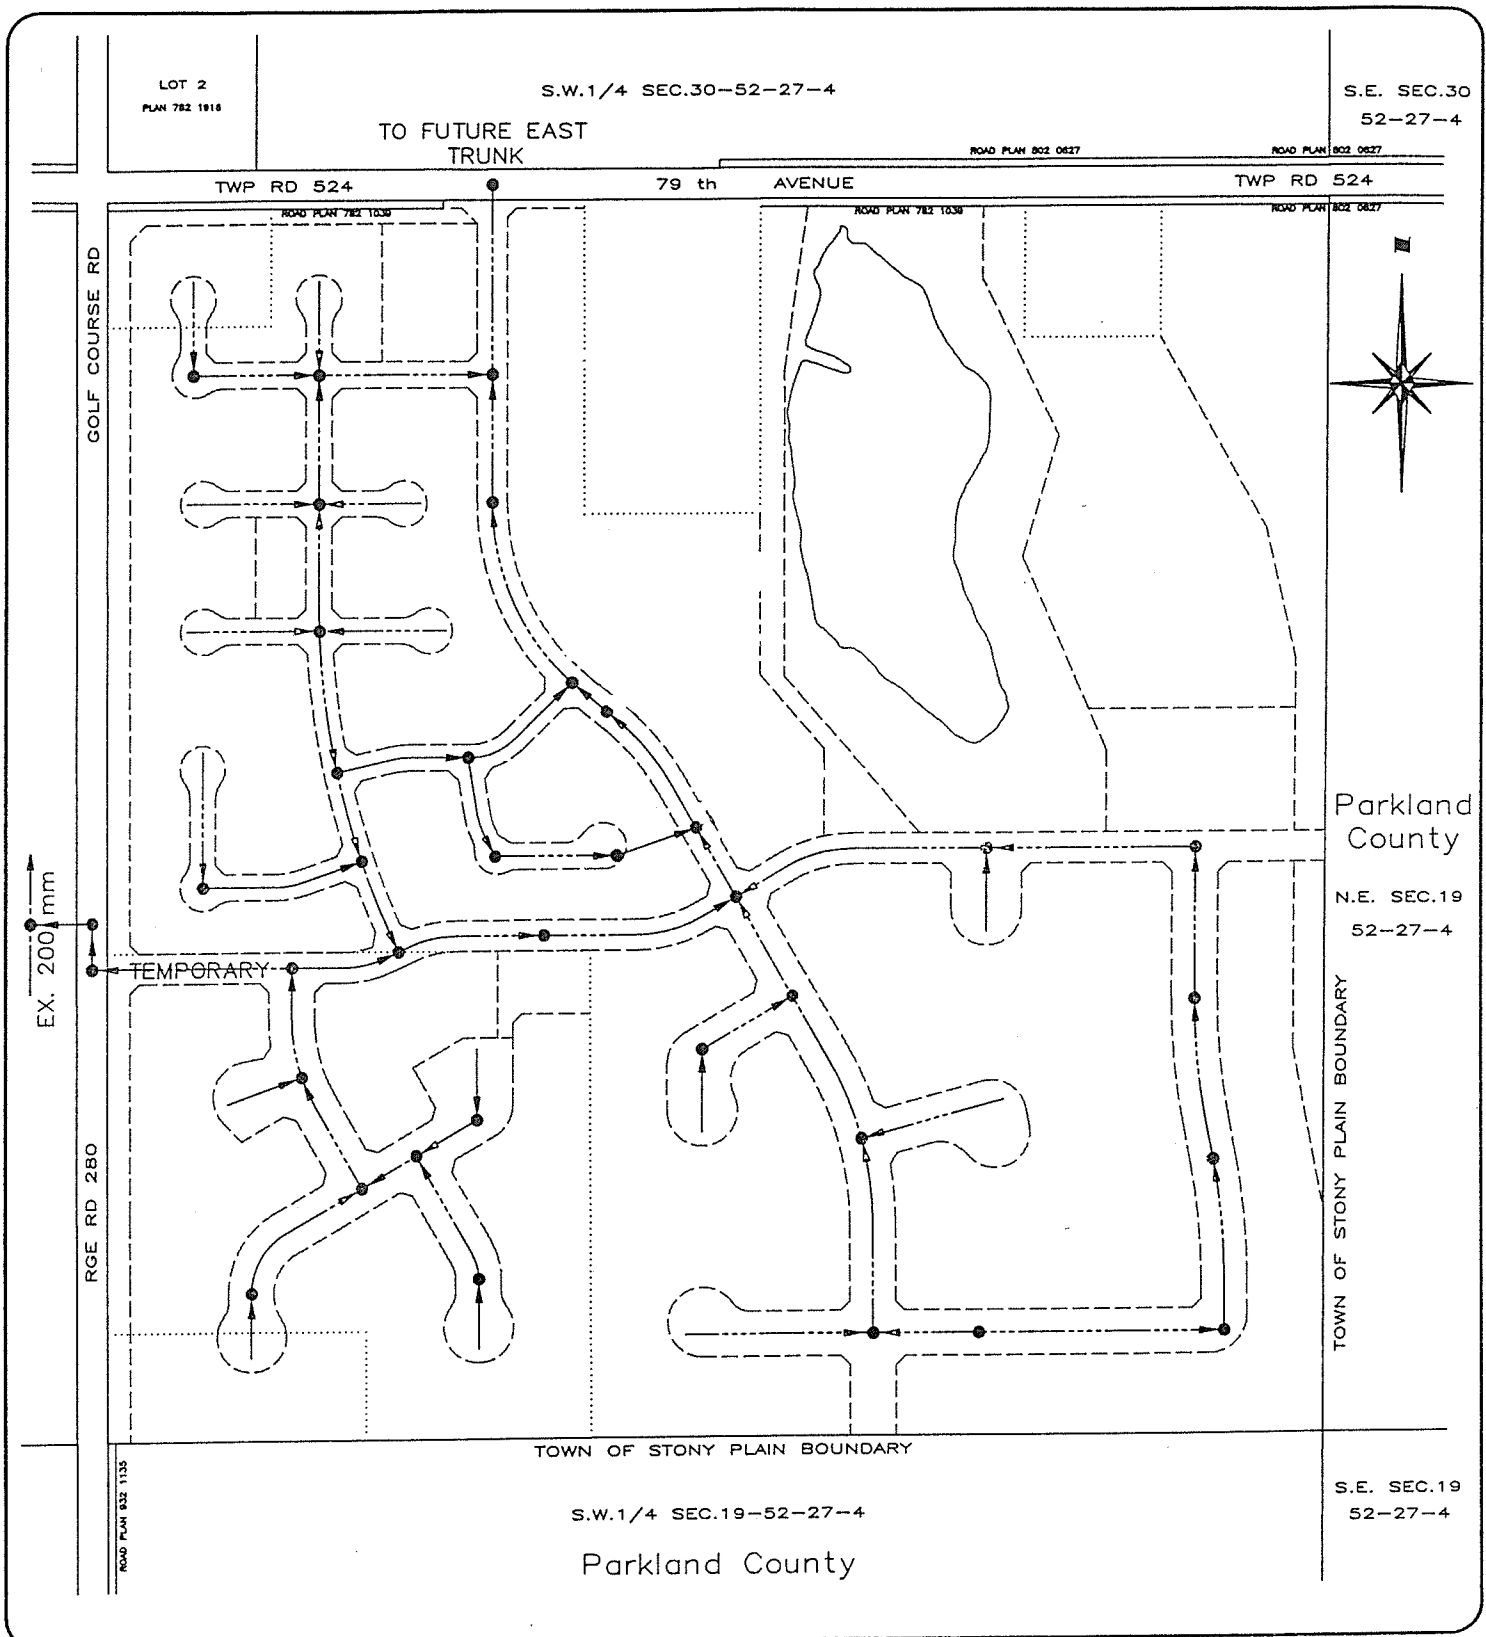 LOT 2
PLAN 782 1916
S.W.1/4 SEC.30-52-27-4
S.E. SEC.30
52-27-4
TO FUTURE EAST
TRUNK
ROAD PLAN 802 0627
ROAD PLAN 802 0627
TWP RD 524
79 th AVENUE
TWP RD 524
ROAD PLAN 782 1039
ROAD PLAN 782 1039
ROAD PLAN 802 0627
GOLF COURSE RD
Parkland
County
N.E. SEC.19
52-27-4
EX. 200mm
TEMPORARY
RGE RD 280
TOWN OF STONY PLAIN BOUNDARY
TOWN OF STONY PLAIN BOUNDARY
ROAD PLAN 932 1135
S.W.1/4 SEC.19-52-27-4
Parkland County
S.E. SEC.19
52-27-4